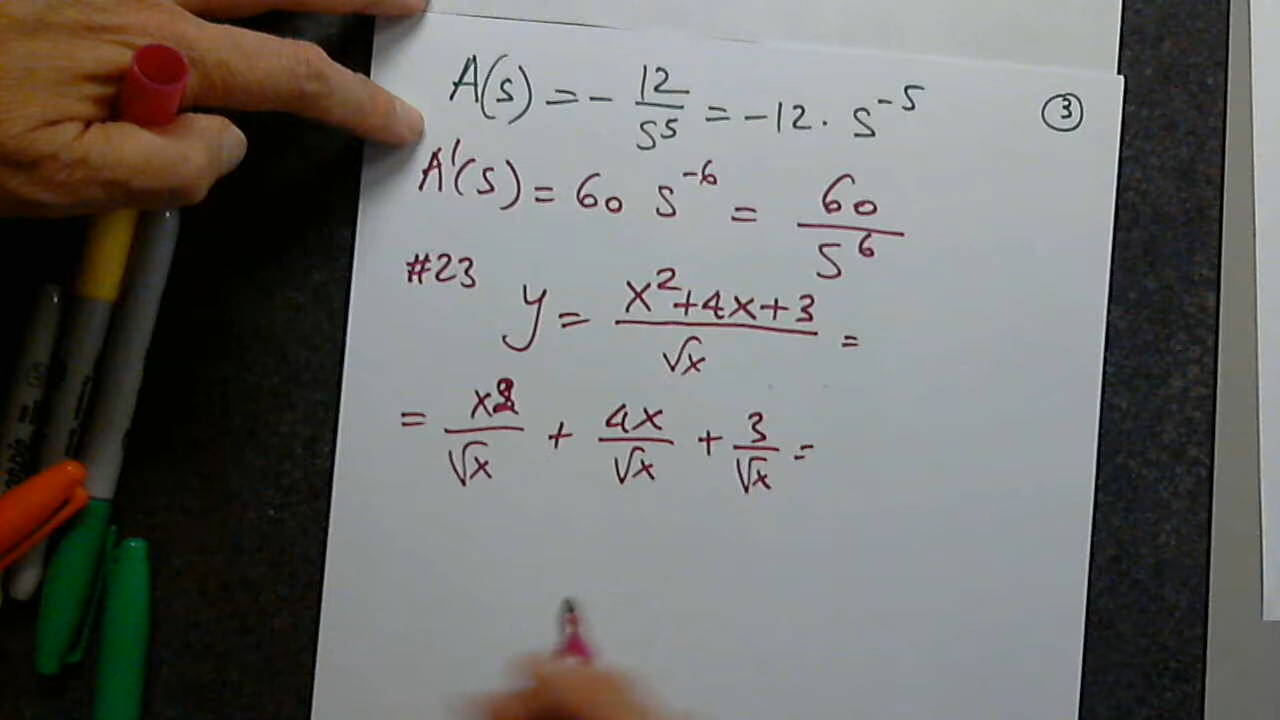 A(s) = - 12/s⁵ = -12 · s⁻⁵ ③
A'(s) = 60 s⁻⁶ = 60/s⁶
#23 y = (x²+4x+3)/√x =
= x²/√x + 4x/√x + 3/√x =